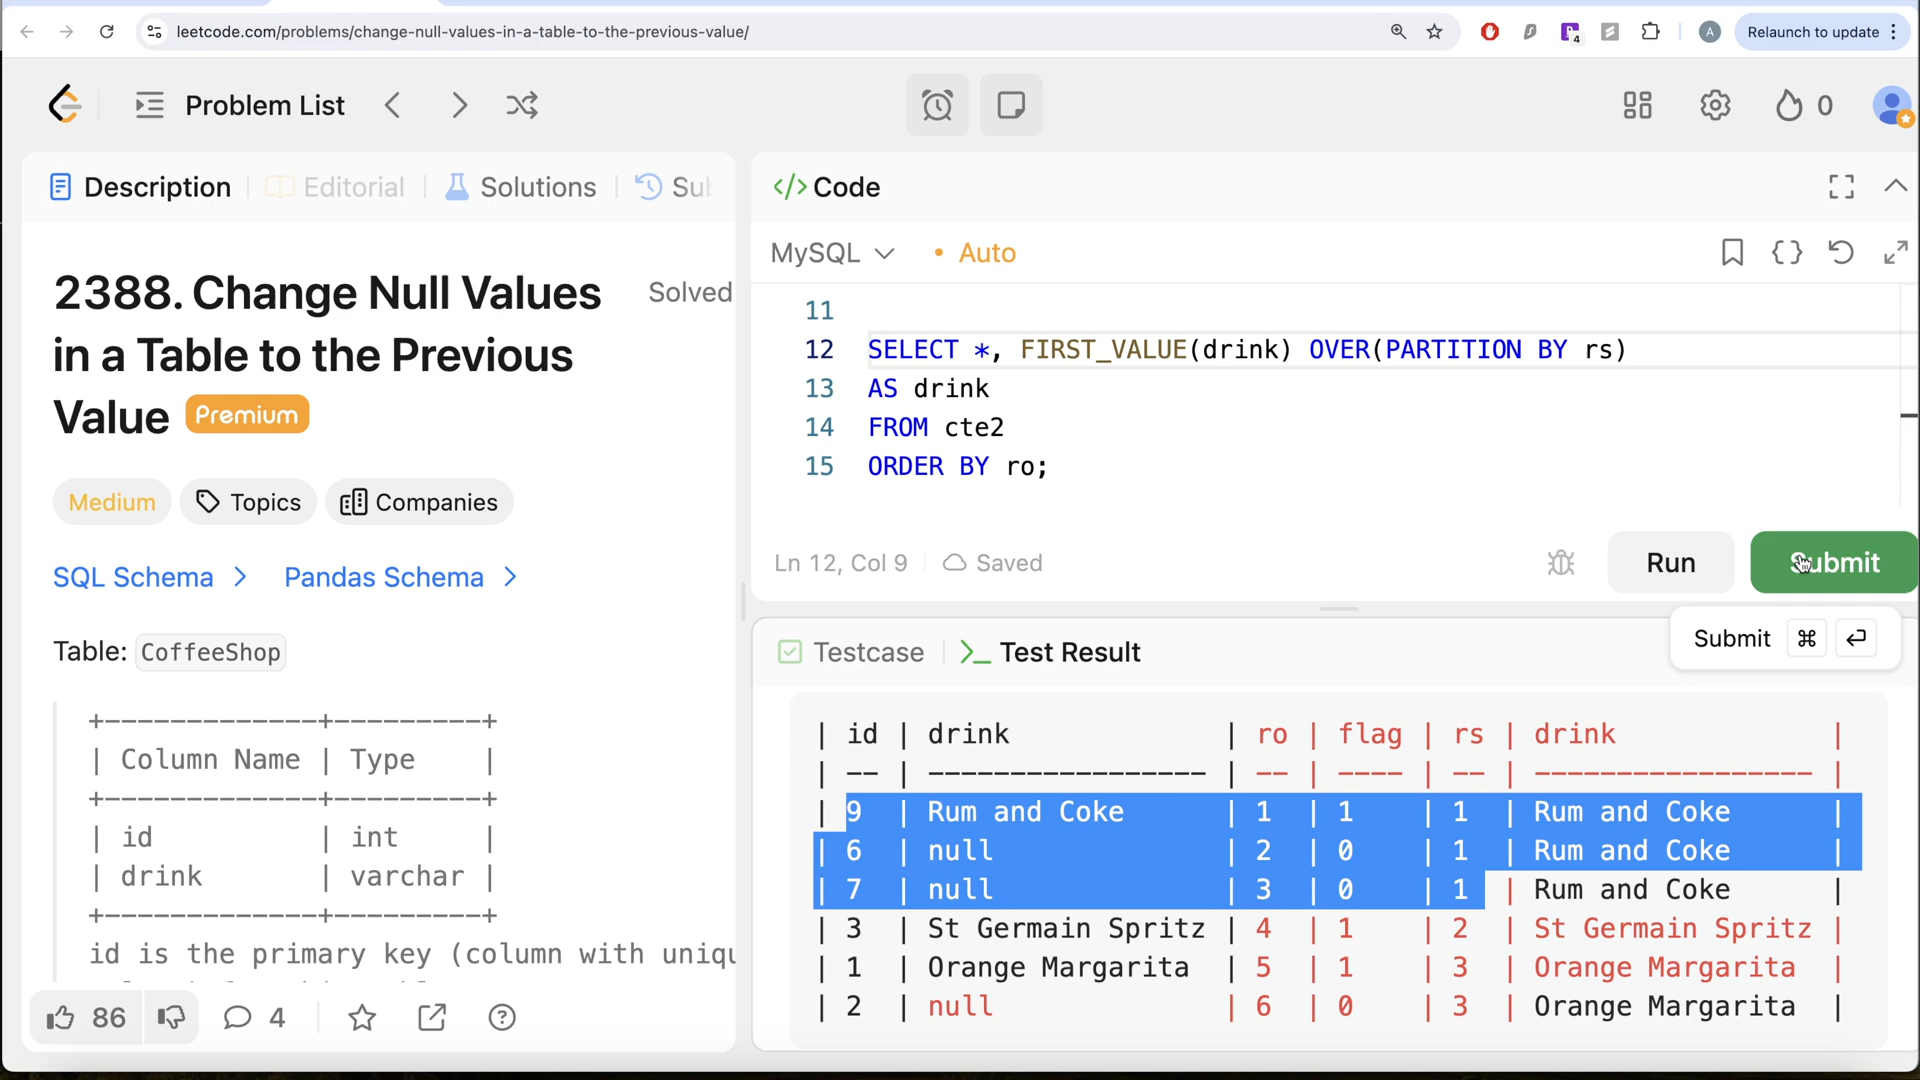 leetcode.com/problems/change-null-values-in-a-table-to-the-previous-value/
4
A
Relaunch to update
Problem List
0
Description
Editorial
Solutions
Sub
Code
MySQL
• Auto
2388. Change Null Values
in a Table to the Previous
Value Premium
Solved
Medium
Topics
Companies
SQL Schema
Pandas Schema
Table: CoffeeShop
+-------------+---------+
| Column Name | Type    |
+-------------+---------+
| id          | int     |
| drink       | varchar |
+-------------+---------+
id is the primary key (column with uniqu
86
4
11
12 SELECT *, FIRST_VALUE(drink) OVER(PARTITION BY rs)
13 AS drink
14 FROM cte2
15 ORDER BY ro;
Ln 12, Col 9
Saved
Run
Submit
Submit ⌘ ↵
Testcase
>_ Test Result
| id | drink             | ro | flag | rs | drink             |
| -- | ----------------- | -- | ---- | -- | ----------------- |
| 9  | Rum and Coke      | 1  | 1    | 1  | Rum and Coke      |
| 6  | null              | 2  | 0    | 1  | Rum and Coke      |
| 7  | null              | 3  | 0    | 1  | Rum and Coke      |
| 3  | St Germain Spritz | 4  | 1    | 2  | St Germain Spritz |
| 1  | Orange Margarita  | 5  | 1    | 3  | Orange Margarita  |
| 2  | null              | 6  | 0    | 3  | Orange Margarita  |